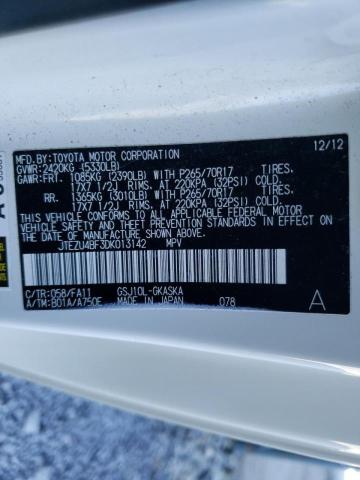 MFD.BY:TOYOTA MOTOR CORPORATION 12/12
GVWR:2420KG (5330LB)
GAWR:FRT. 1085KG (2390LB) WITH P265/70R17
17X7 1/2J RIMS, AT 220KPA (32PSI) COLD.
RR. 1365KG (3010LB) WITH P265/70R17
17X7 1/2J RIMS, AT 220KPA (32PSI) COLD.
THIS VEHICLE CONFORMS TO ALL APPLICABLE
FEDERAL MOTOR VEHICLE SAFETY, BUMPER, AND
THEFT PREVENTION STANDARDS IN EFFECT ON
THE DATE OF MANUFACTURE SHOWN ABOVE.
JTEZU4BF3DK013142 MPV
C/TR:058/FA11 GSJ10L-GKASKA
A/TM:B01A/A750E MADE IN JAPAN 078 A